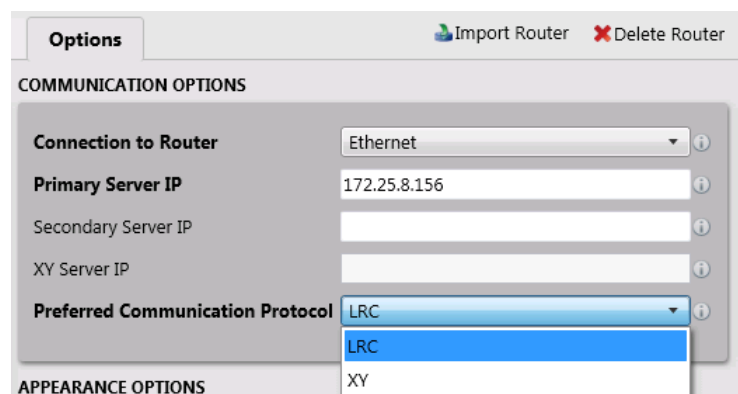 Options
Import Router
Delete Router
COMMUNICATION OPTIONS
Connection to Router
Ethernet
Primary Server IP
172.25.8.156
Secondary Server IP
XY Server IP
Preferred Communication Protocol
LRC
LRC
XY
APPEARANCE OPTIONS